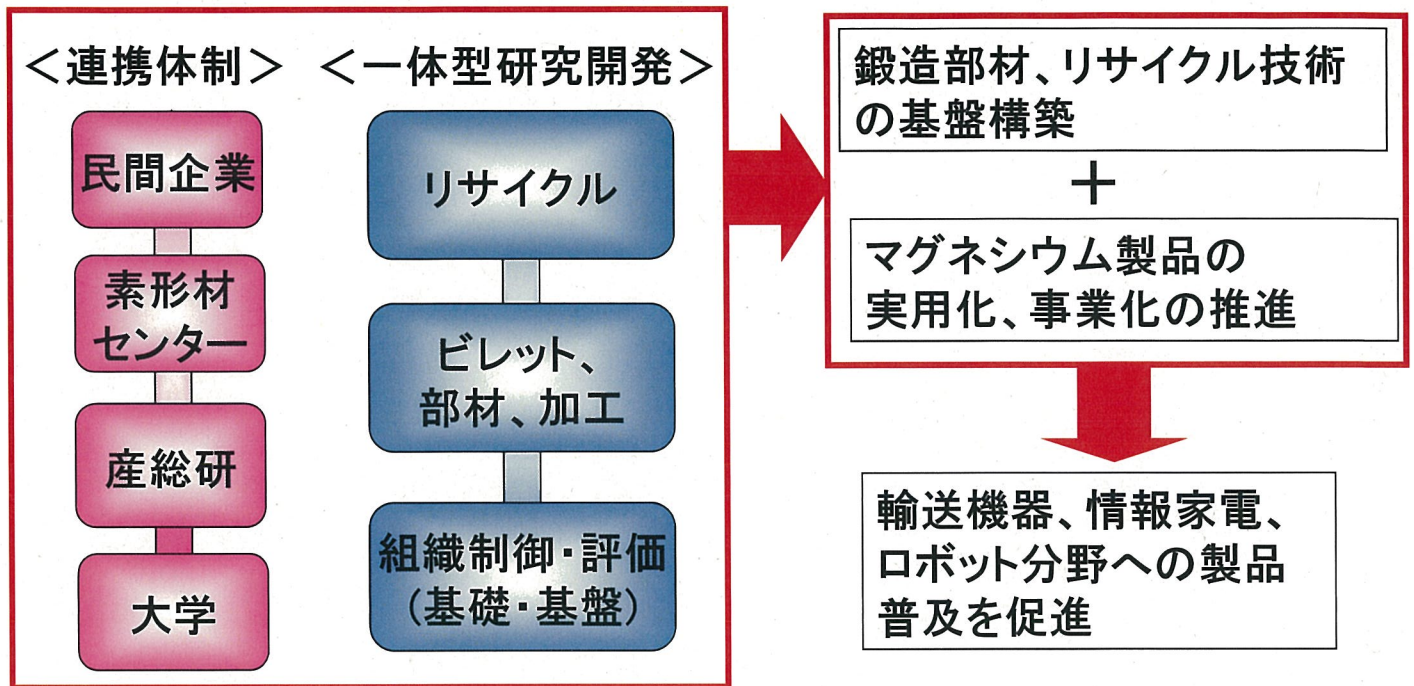 ＜連携体制＞
民間企業
素形材
センター
産総研
大学
＜一体型研究開発＞
リサイクル
ビレット、
部材、加工
組織制御・評価
(基礎・基盤)
鍛造部材、リサイクル技術
の基盤構築
＋
マグネシウム製品の
実用化、事業化の推進
輸送機器、情報家電、
ロボット分野への製品
普及を促進